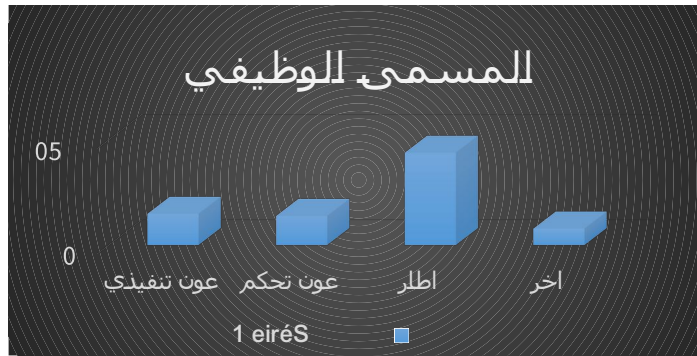 المسمى الوظيفي
05
0
عون تنفيذي
عون تحكم
اطار
اخر
1 eiréS